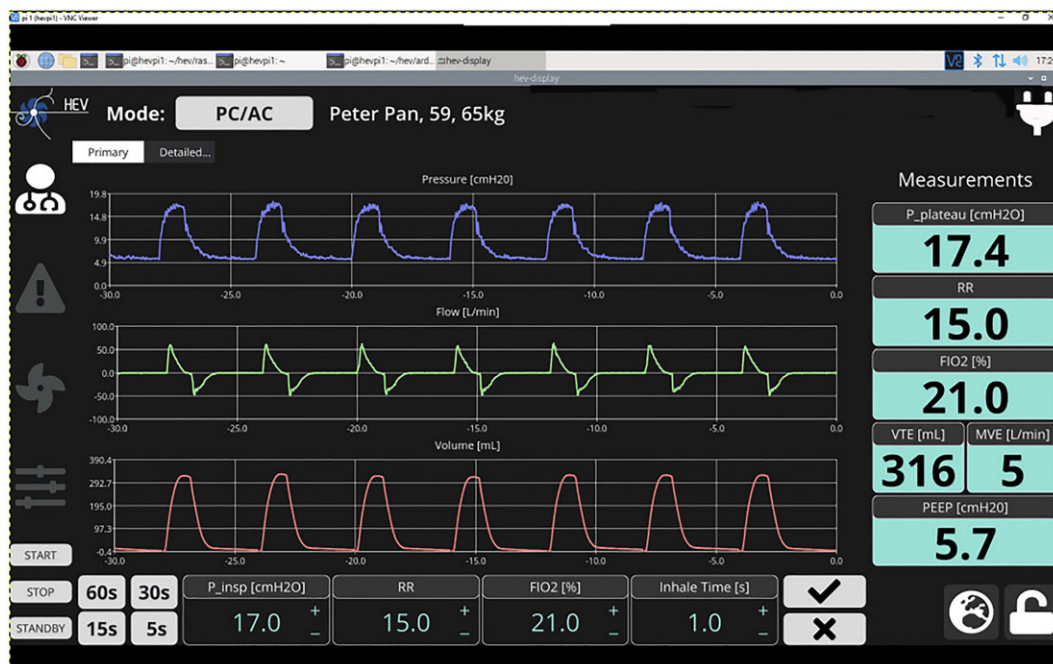 pi 1 (hevpi1) - VNC Viewer
pi@hevpi1: ~/hev/ras... pi@hevpi1: ~ pi@hevpi1: ~/hev/ard... hev-display 17:2
hev-display
HEV Mode: PC/AC Peter Pan, 59, 65kg
Primary Detailed...
Measurements
Pressure [cmH20]
19.8
14.8
9.9
4.9
0.0
-30.0 -25.0 -20.0 -15.0 -10.0 -5.0 0.0
Flow [L/min]
100.0
50.0
0.0
-50.0
-100.0
-30.0 -25.0 -20.0 -15.0 -10.0 -5.0 0.0
Volume [mL]
390.4
292.7
195.0
97.3
-0.4
-30.0 -25.0 -20.0 -15.0 -10.0 -5.0 0.0
P_plateau [cmH2O]
17.4
RR
15.0
FIO2 [%]
21.0
VTE [mL] MVE [L/min]
316 5
PEEP [cmH20]
5.7
START
STOP
STANDBY
60s 30s
15s 5s
P_insp [cmH2O] RR FIO2 [%] Inhale Time [s]
17.0 + − 15.0 + − 21.0 + − 1.0 + −